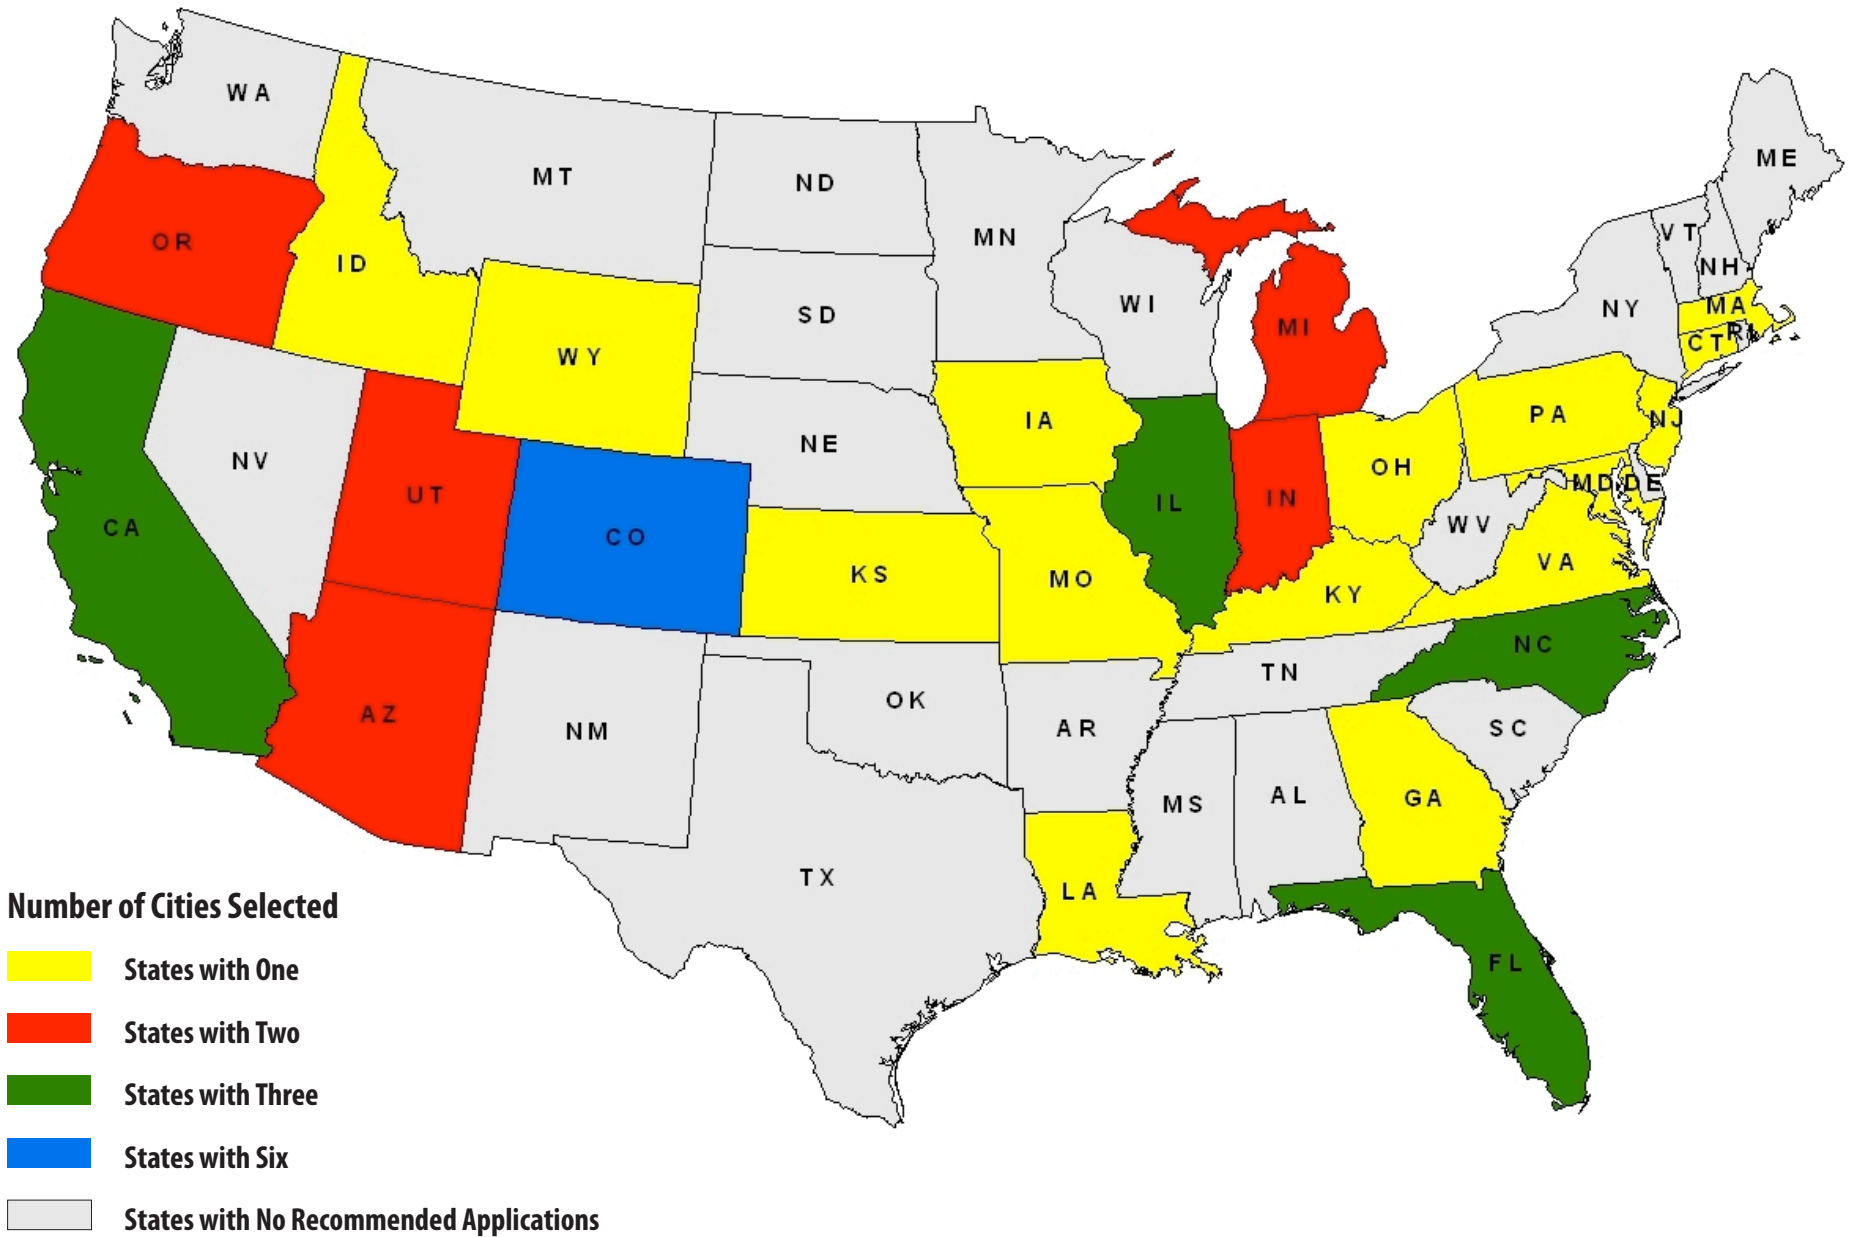 WA
MT
ND
MN
ME
OR
ID
SD
WI
MI
VT
NH
NY
MA
RI
CT
WY
NE
IA
PA
NJ
NV
UT
CO
KS
MO
IL
IN
OH
WV
MD
DE
VA
CA
KY
NC
TN
SC
AZ
NM
OK
AR
TX
MS
AL
GA
LA
FL
Number of Cities Selected
States with One
States with Two
States with Three
States with Six
States with No Recommended Applications